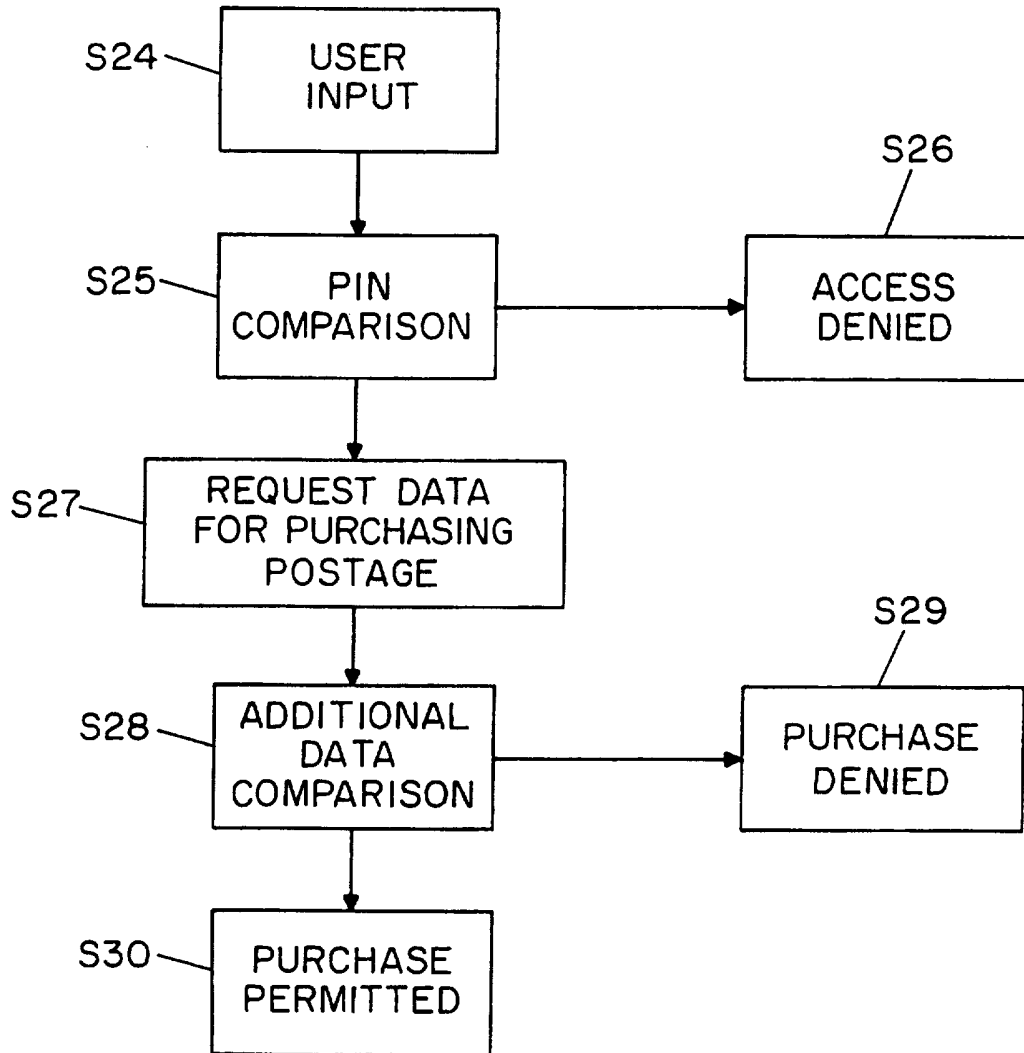 S24
USER
INPUT
S26
S25
PIN
COMPARISON
ACCESS
DENIED
S27
REQUEST DATA
FOR PURCHASING
POSTAGE
S29
S28
ADDITIONAL
DATA
COMPARISON
PURCHASE
DENIED
S30
PURCHASE
PERMITTED